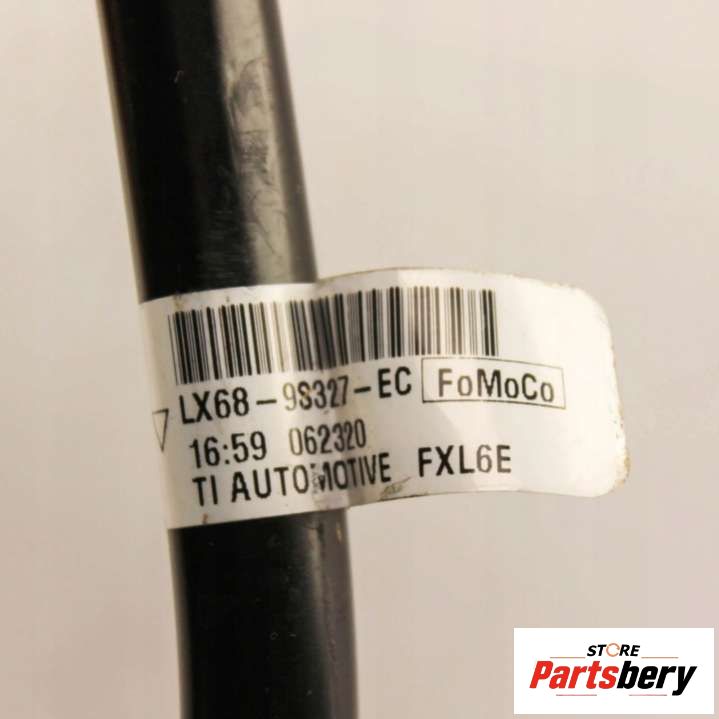 LX68-9S327-EC FoMoCo
16:59 062320
TI AUTOMOTIVE FXL6E
STORE
Partsbery